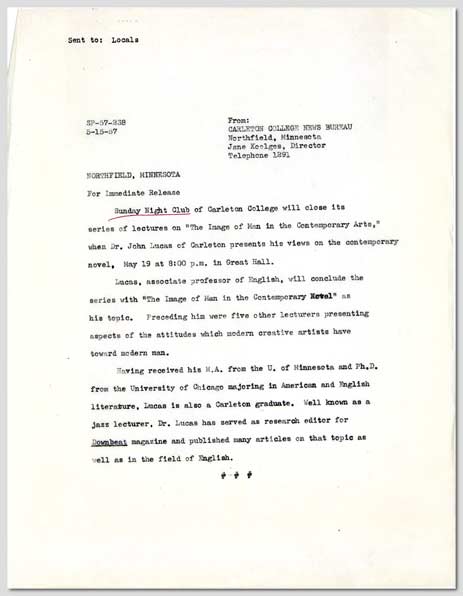 Sent to: Locals
SP-57-238
5-15-57
From:
CARLETON COLLEGE NEWS BUREAU
Northfield, Minnesota
Jane Koelges, Director
Telephone 1291
NORTHFIELD, MINNESOTA
For Immediate Release
Sunday Night Club of Carleton College will close its
series of lectures on "The Image of Man in the Contemporary Arts,"
when Dr. John Lucas of Carleton presents his views on the contemporary
novel, May 19 at 8:00 p.m. in Great Hall.
Lucas, associate professor of English, will conclude the
series with "The Image of Man in the Contemporary Novel" as
his topic. Preceding him were five other lecturers presenting
aspects of the attitudes which modern creative artists have
toward modern man.
Having received his M.A. from the U. of Minnesota and Ph.D.
from the University of Chicago majoring in American and English
literature, Lucas is also a Carleton graduate. Well known as a
jazz lecturer, Dr. Lucas has served as research editor for
Downbeat magazine and published many articles on that topic as
well as in the field of English.
# # #